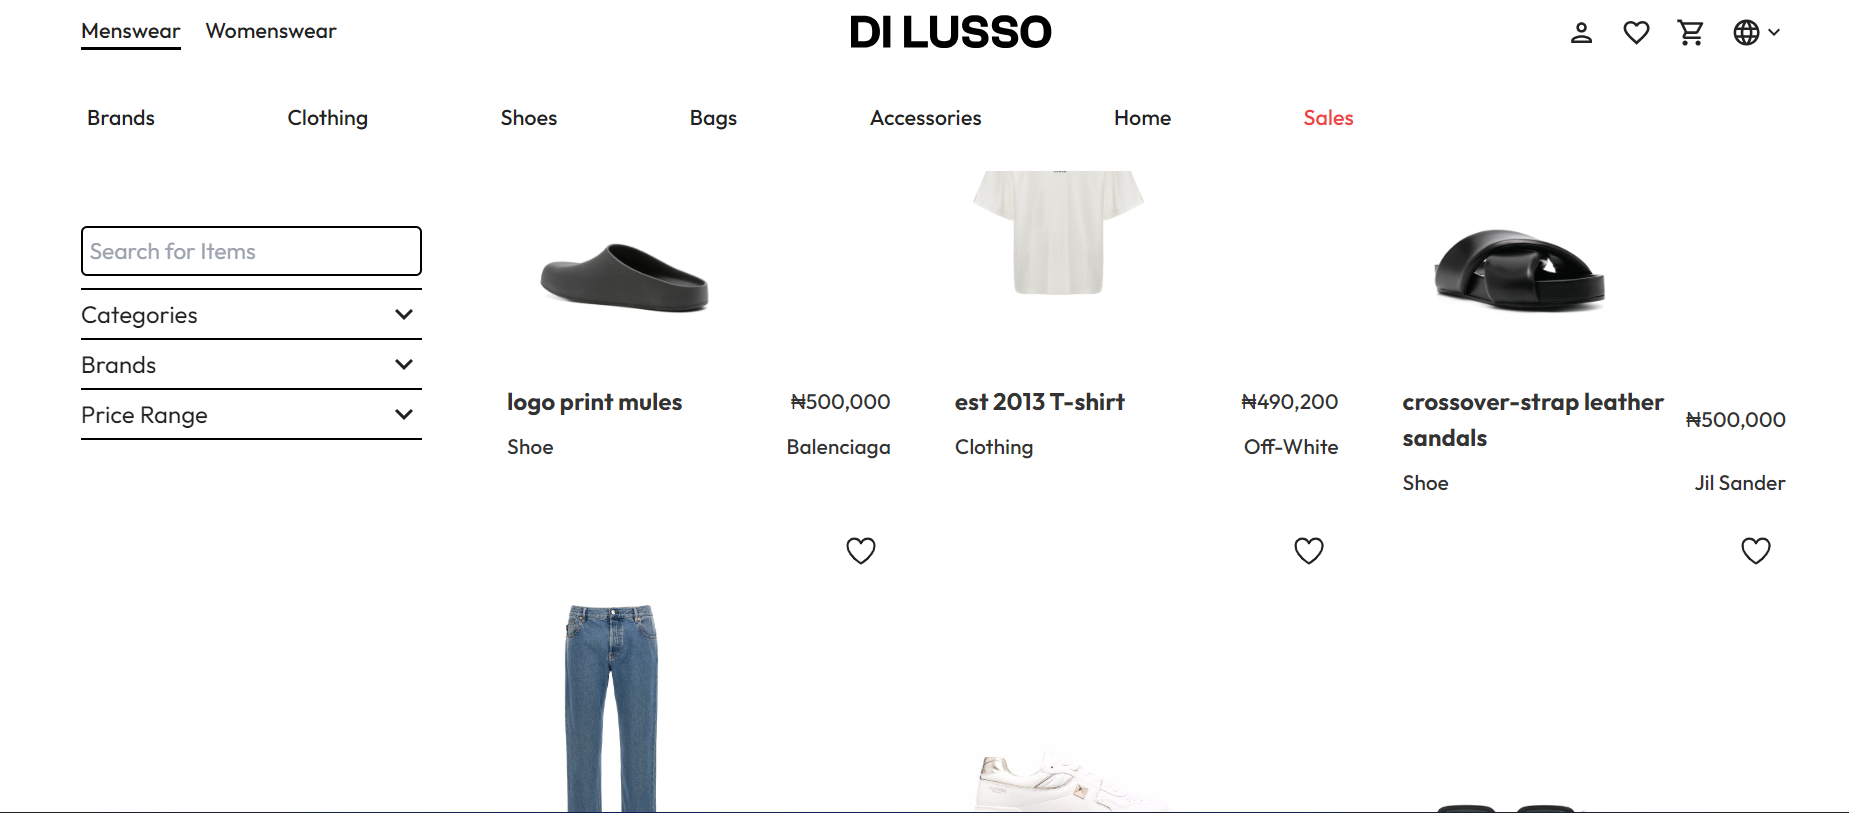 Menswear Womenswear DI LUSSO
Brands Clothing Shoes Bags Accessories Home Sales
Search for Items
Categories
Brands
Price Range
logo print mules ₦500,000
Shoe Balenciaga
est 2013 T-shirt ₦490,200
Clothing Off-White
crossover-strap leather
sandals ₦500,000
Shoe Jil Sander